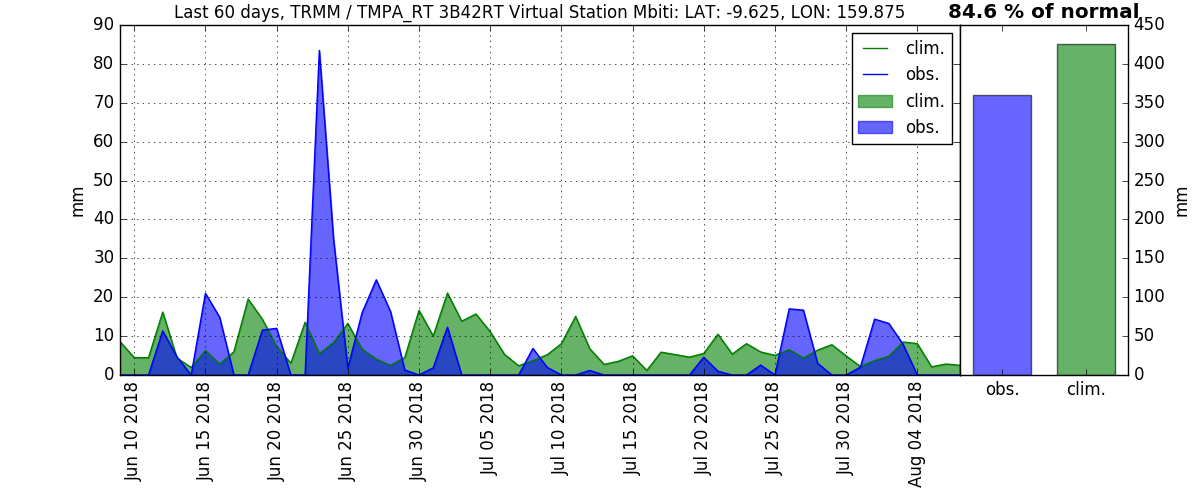 Last 60 days, TRMM / TMPA_RT 3B42RT Virtual Station Mbiti: LAT: -9.625, LON: 159.875
84.6 % of normal
90
80
70
60
50
40
30
20
10
0
mm
clim.
obs.
clim.
obs.
Jun 10 2018
Jun 15 2018
Jun 20 2018
Jun 25 2018
Jun 30 2018
Jul 05 2018
Jul 10 2018
Jul 15 2018
Jul 20 2018
Jul 25 2018
Jul 30 2018
Aug 04 2018
450
400
350
300
250
200
150
100
50
0
mm
obs.
clim.